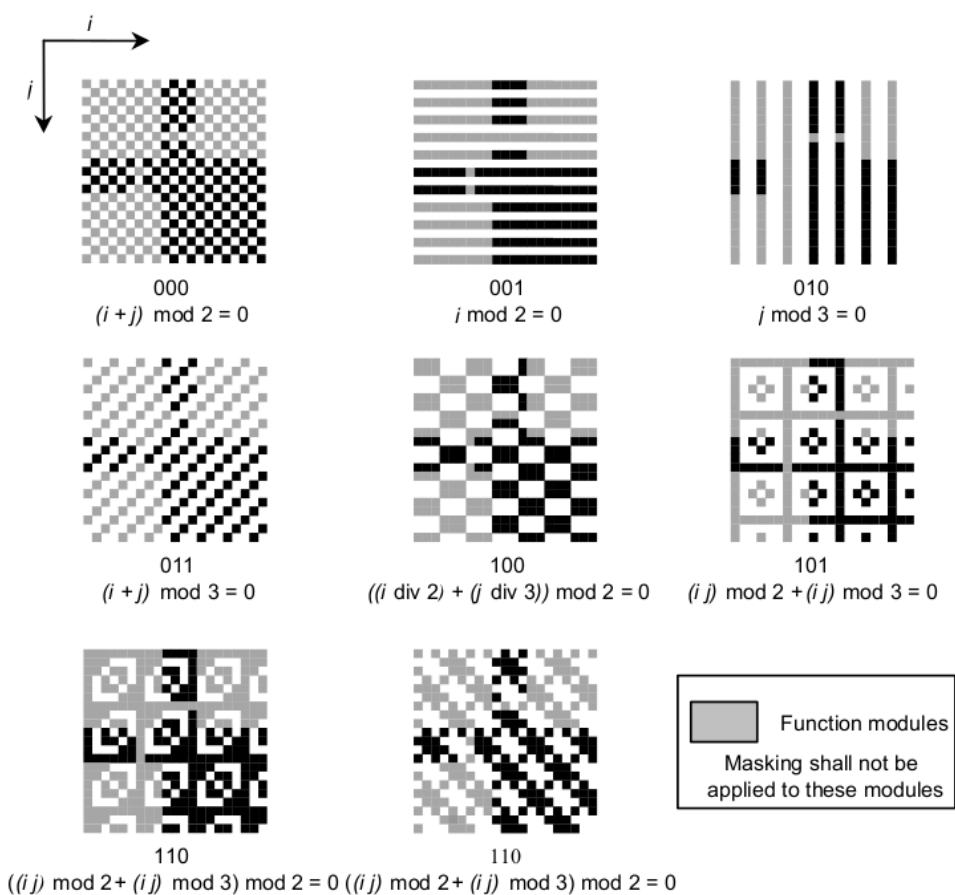 i
j
000
(i + j) mod 2 = 0
001
i mod 2 = 0
010
j mod 3 = 0
011
(i + j) mod 3 = 0
100
((i div 2) + (j div 3)) mod 2 = 0
101
(i j) mod 2 + (i j) mod 3 = 0
110
((i j) mod 2 + (i j) mod 3) mod 2 = 0
110
((i j) mod 2 + (i j) mod 3) mod 2 = 0
Function modules
Masking shall not be
applied to these modules